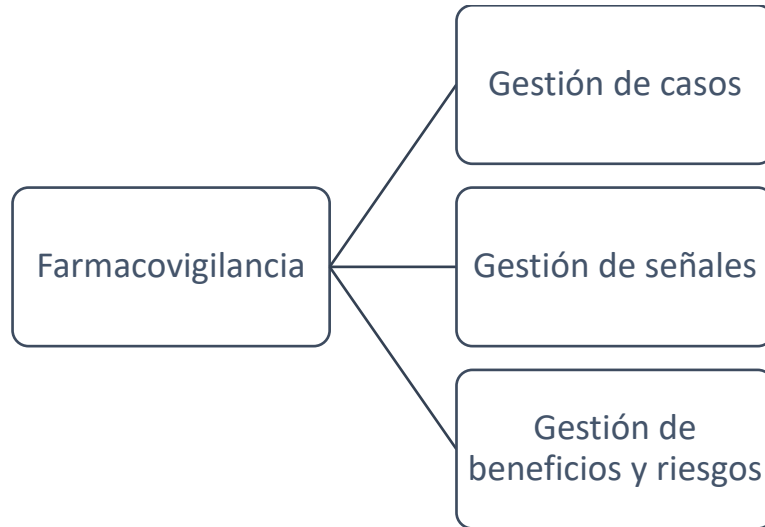 Gestión de casos
Farmacovigilancia
Gestión de señales
Gestión de
beneficios y riesgos